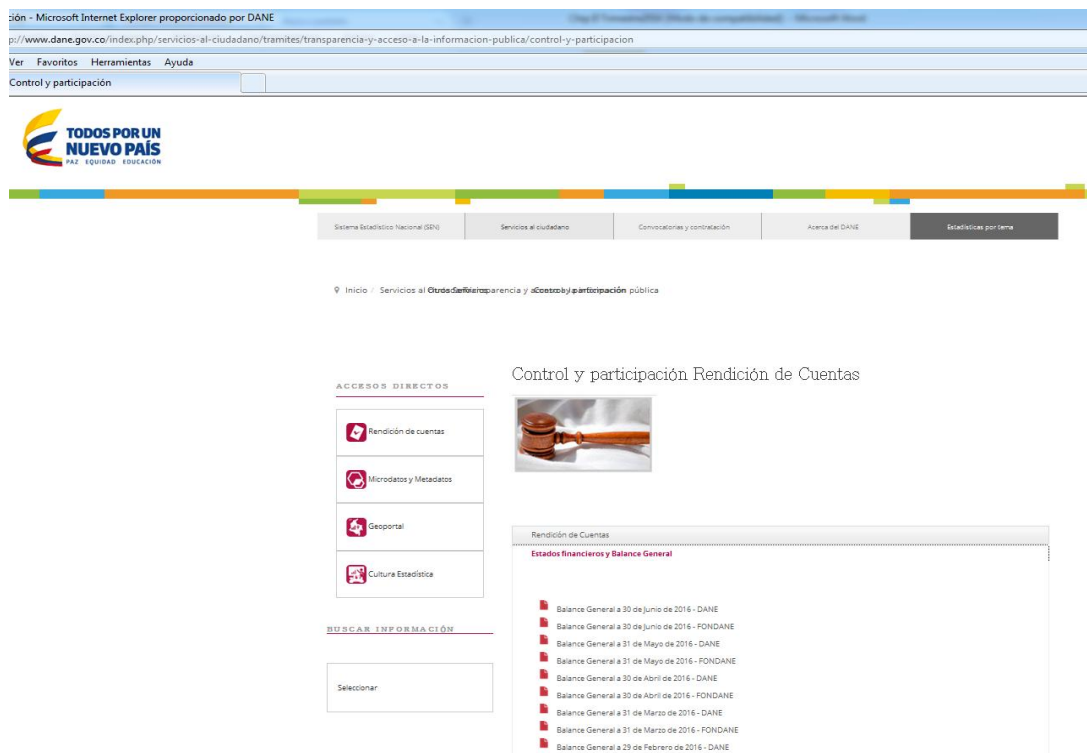 ción - Microsoft Internet Explorer proporcionado por DANE
p://www.dane.gov.co/index.php/servicios-al-ciudadano/tramites/transparencia-y-acceso-a-la-informacion-publica/control-y-participacion
Ver Favoritos Herramientas Ayuda
Control y participación
TODOS POR UN
NUEVO PAÍS
PAZ EQUIDAD EDUCACIÓN
Sistema Estadístico Nacional (SEN) Servicios al ciudadano Convocatorias y contratación Acerca del DANE Estadísticas por tema
Inicio / Servicios al pública
Control y participación Rendición de Cuentas
ACCESOS DIRECTOS
Rendición de cuentas
Microdatos y Metadatos
Geoportal
Cultura Estadística
BUSCAR INFORMACIÓN
Seleccionar
Rendición de Cuentas
Estados financieros y Balance General
Balance General a 30 de Junio de 2016 - DANE
Balance General a 30 de Junio de 2016 - FONDANE
Balance General a 31 de Mayo de 2016 - DANE
Balance General a 31 de Mayo de 2016 - FONDANE
Balance General a 30 de Abril de 2016 - DANE
Balance General a 30 de Abril de 2016 - FONDANE
Balance General a 31 de Marzo de 2016 - DANE
Balance General a 31 de Marzo de 2016 - FONDANE
Balance General a 29 de Febrero de 2016 - DANE